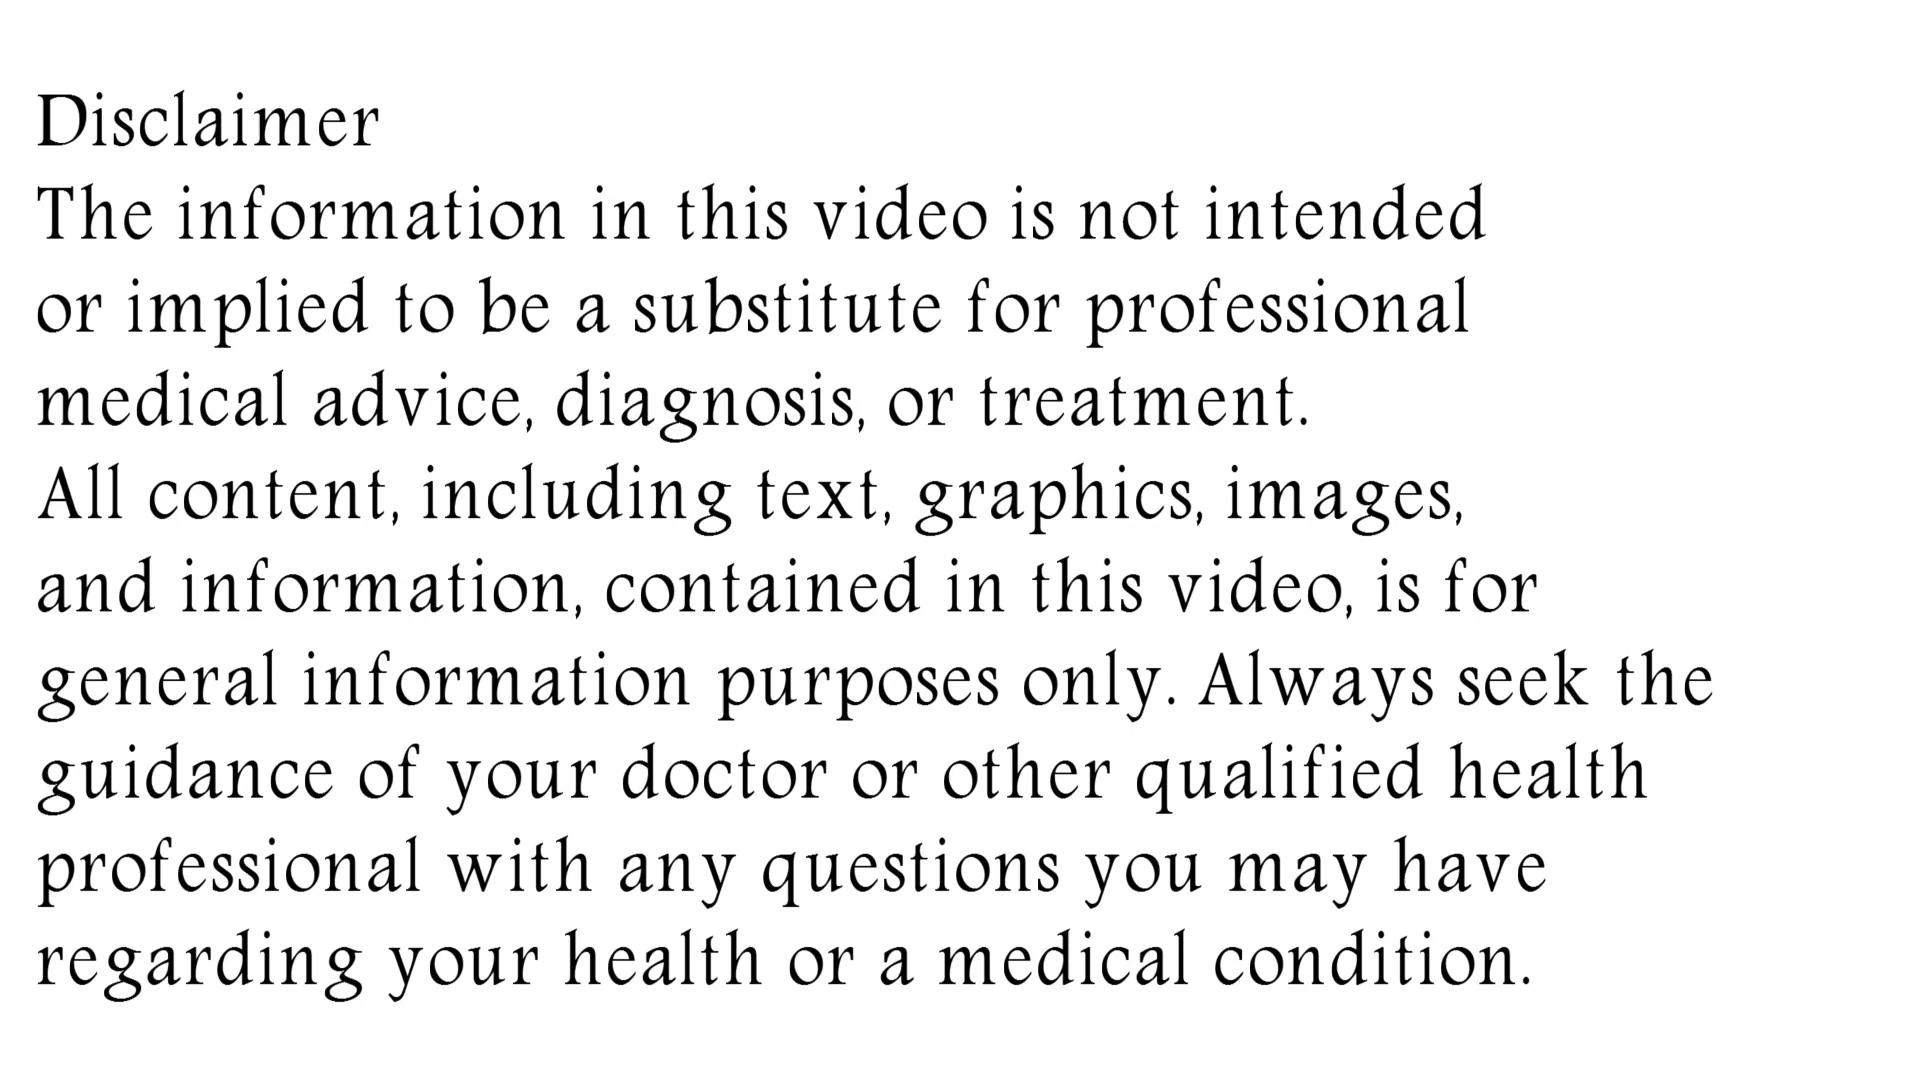 Disclaimer
The information in this video is not intended
or implied to be a substitute for professional
medical advice, diagnosis, or treatment.
All content, including text, graphics, images,
and information, contained in this video, is for
general information purposes only. Always seek the
guidance of your doctor or other qualified health
professional with any questions you may have
regarding your health or a medical condition.